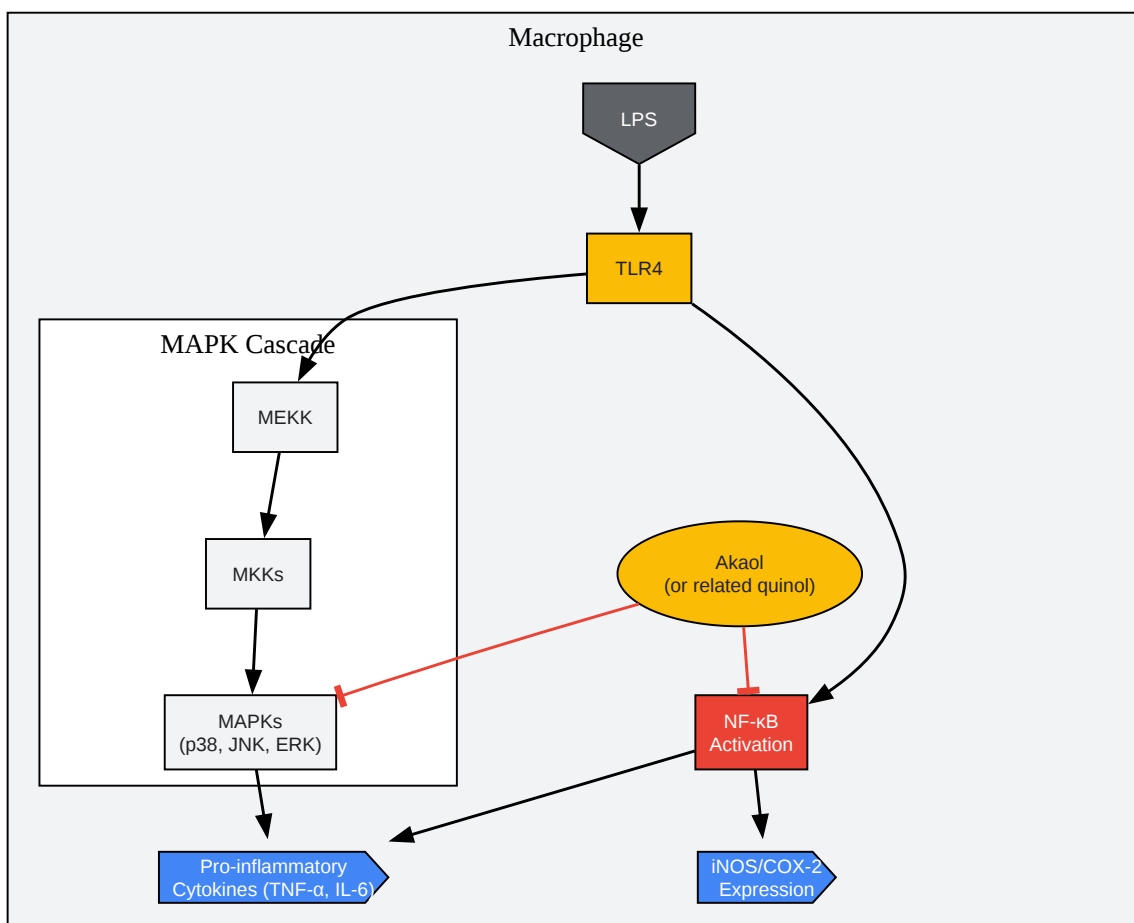 Macrophage
LPS
TLR4
MAPK Cascade
MEKK
MKKs
Akaol
(or related quinol)
MAPKs
(p38, JNK, ERK)
NF-κB
Activation
Pro-inflammatory
Cytokines (TNF-α, IL-6)
iNOS/COX-2
Expression